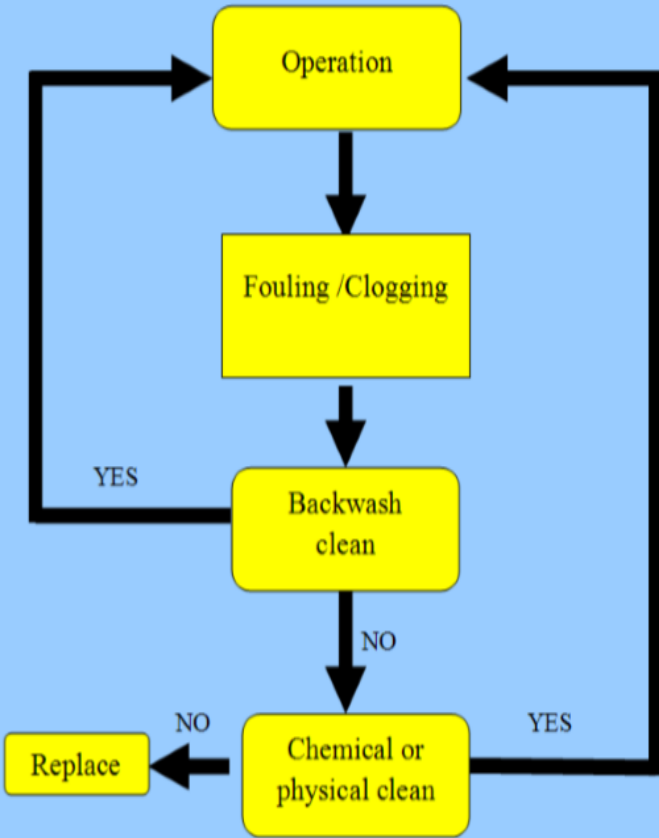 Operation
Fouling /Clogging
YES
Backwash
clean
NO
NO
YES
Replace
Chemical or
physical clean